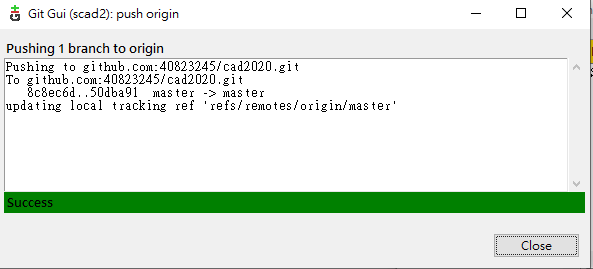 Git Gui (scad2): push origin
Pushing 1 branch to origin
Pushing to github.com:40823245/cad2020.git
To github.com:40823245/cad2020.git
8c8ec6d..50dba91  master -> master
updating local tracking ref 'refs/remotes/origin/master'
Success
Close